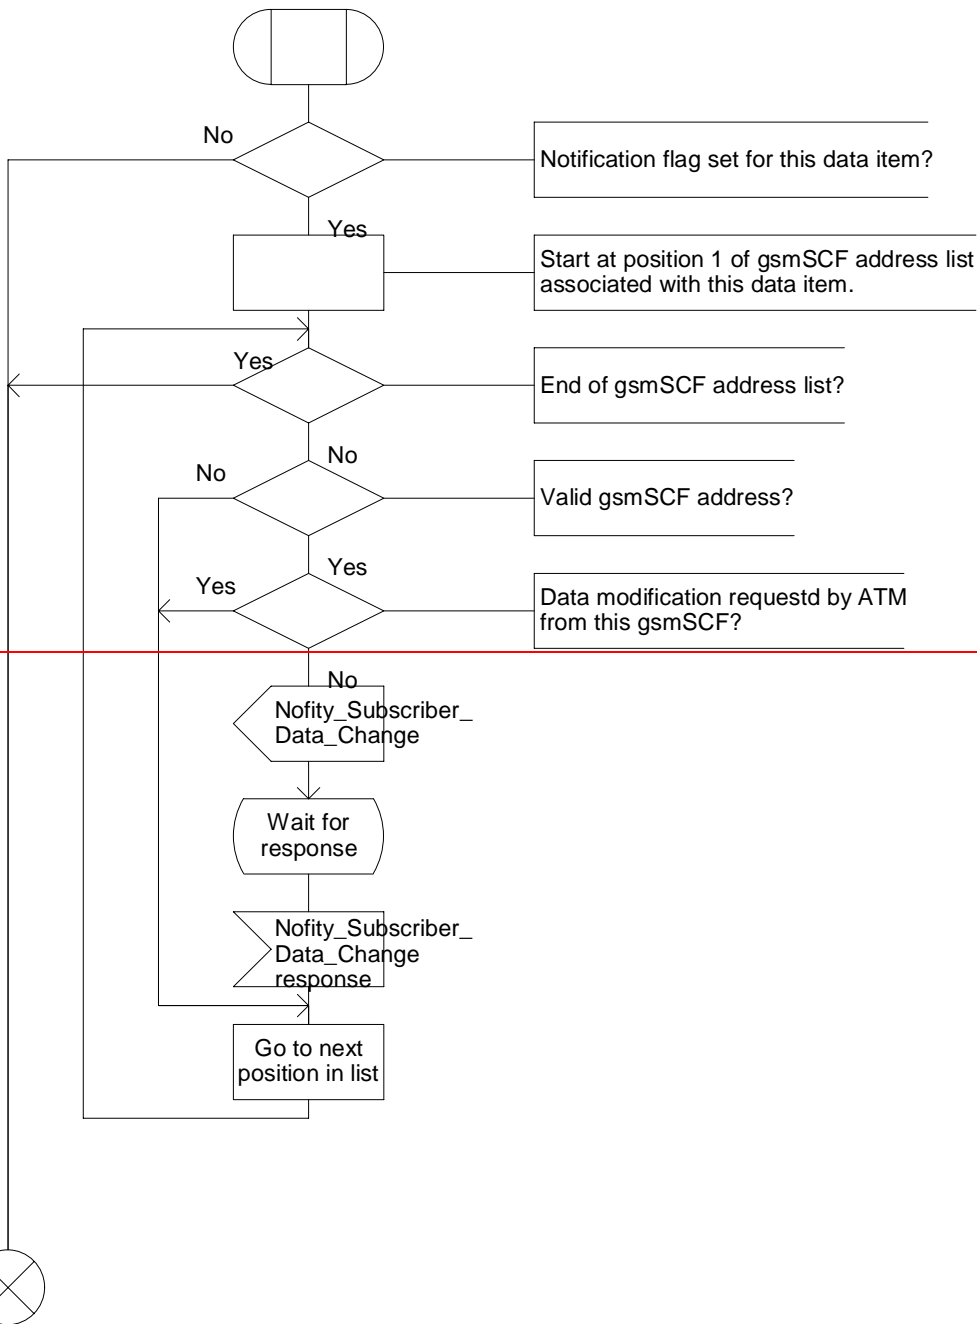 No
Notification flag set for this data item?
Yes
Start at position 1 of gsmSCF address list
associated with this data item.
Yes
End of gsmSCF address list?
No
No
Valid gsmSCF address?
Yes
Yes
Data modification requestd by ATM
from this gsmSCF?
No
Nofity_Subscriber_
Data_Change
Wait for
response
Nofity_Subscriber_
Data_Change
response
Go to next
position in list